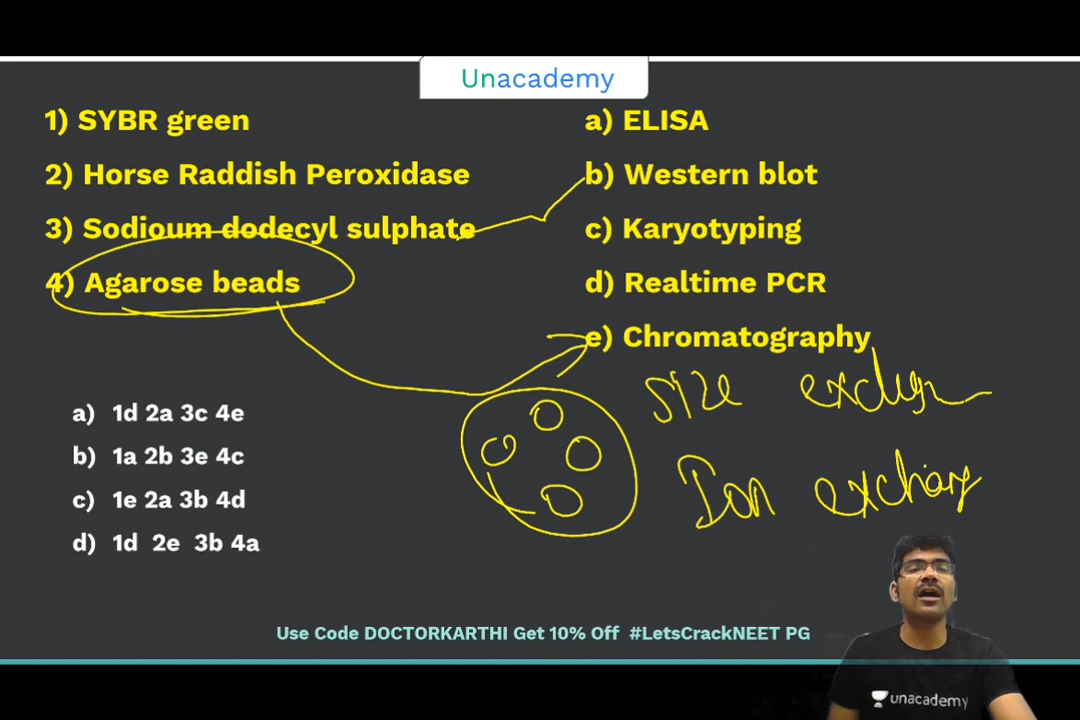 Unacademy
1) SYBR green
2) Horse Raddish Peroxidase
3) Sodioum dodecyl sulphate
4) Agarose beads
a) ELISA
b) Western blot
c) Karyotyping
d) Realtime PCR
e) Chromatography
size
Ion
a) 1d 2a 3c 4e
b) 1a 2b 3e 4c
c) 1e 2a 3b 4d
d) 1d 2e 3b 4a
Use Code DOCTORKARTHI Get 10% Off #LetsCrackNEET PG
unacademy